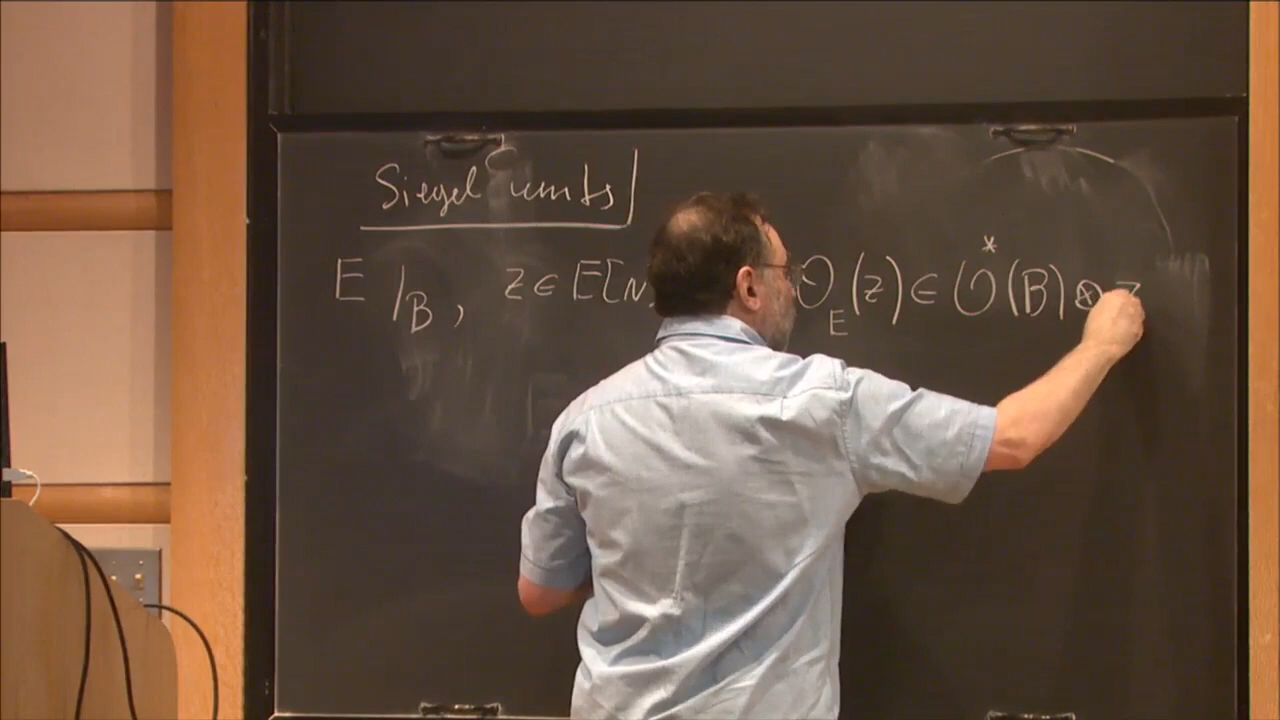 Siegel units
E /B , z ∈ E[N θ_E (z) ∈ O* (B) ⊗ Z